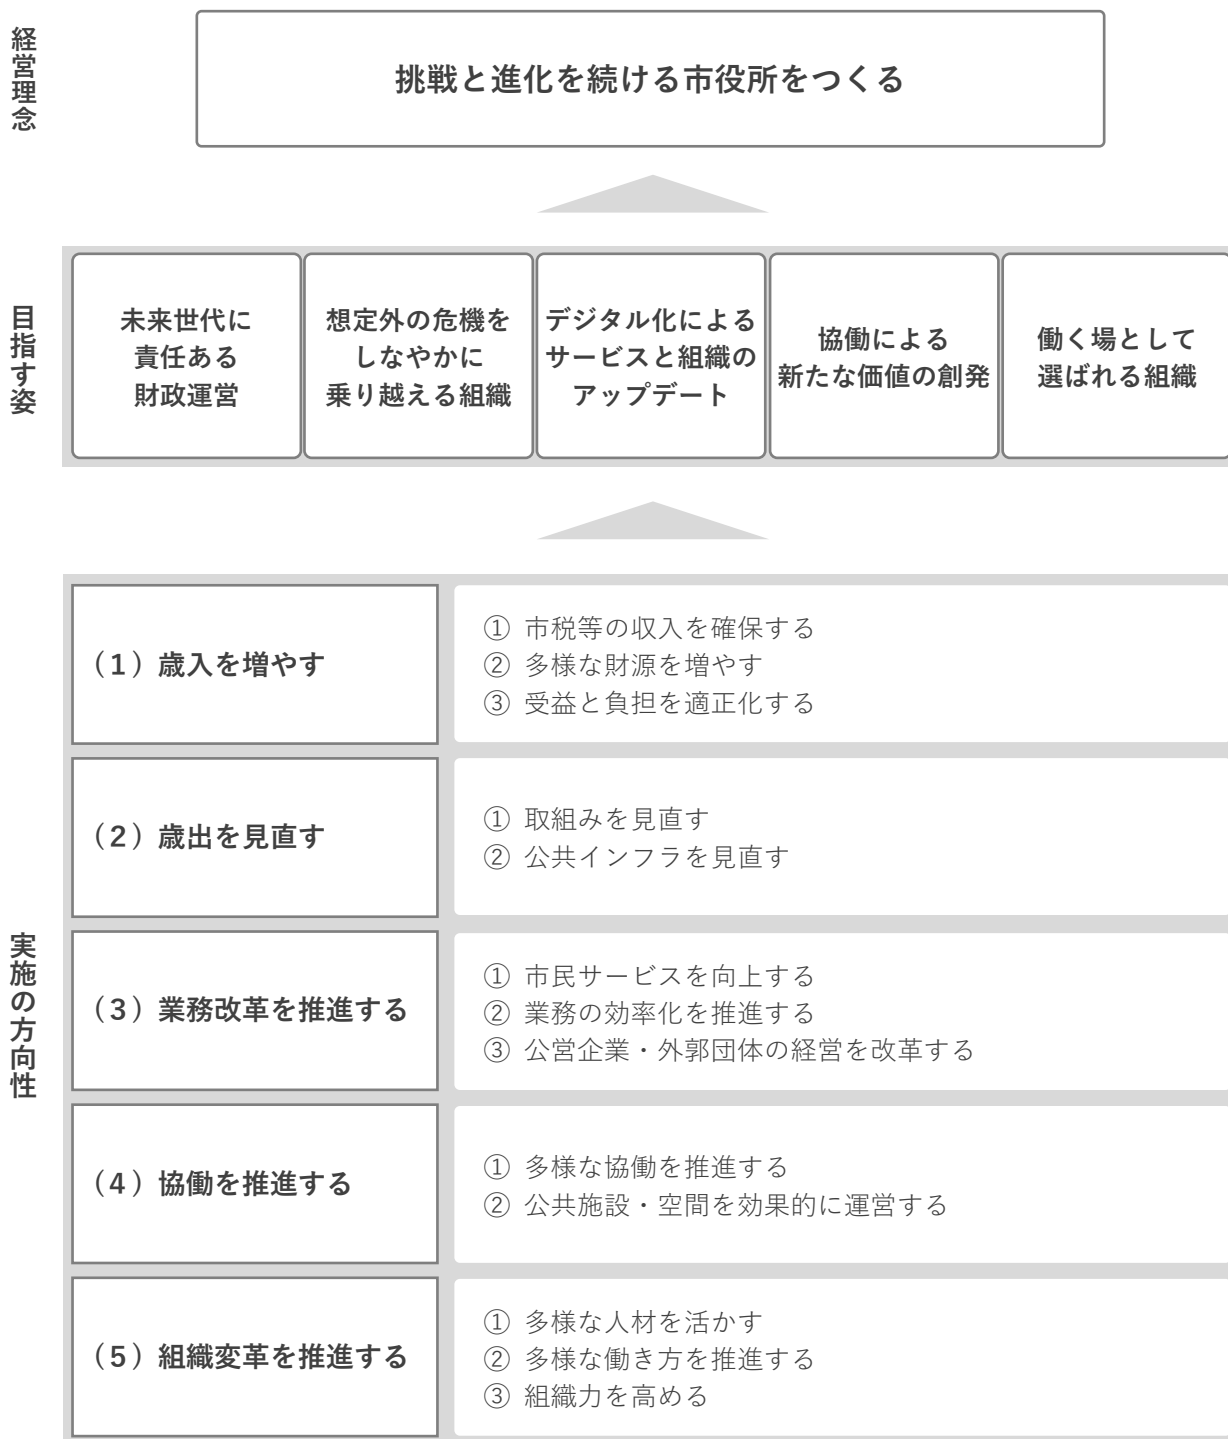 経営理念
挑戦と進化を続ける市役所をつくる
目指す姿
未来世代に
責任ある
財政運営
想定外の危機を
しなやかに
乗り越える組織
デジタル化による
サービスと組織の
アップデート
協働による
新たな価値の創発
働く場として
選ばれる組織
実施の方向性
（1）歳入を増やす
① 市税等の収入を確保する
② 多様な財源を増やす
③ 受益と負担を適正化する
（2）歳出を見直す
① 取組みを見直す
② 公共インフラを見直す
（3）業務改革を推進する
① 市民サービスを向上する
② 業務の効率化を推進する
③ 公営企業・外郭団体の経営を改革する
（4）協働を推進する
① 多様な協働を推進する
② 公共施設・空間を効果的に運営する
（5）組織変革を推進する
① 多様な人材を活かす
② 多様な働き方を推進する
③ 組織力を高める